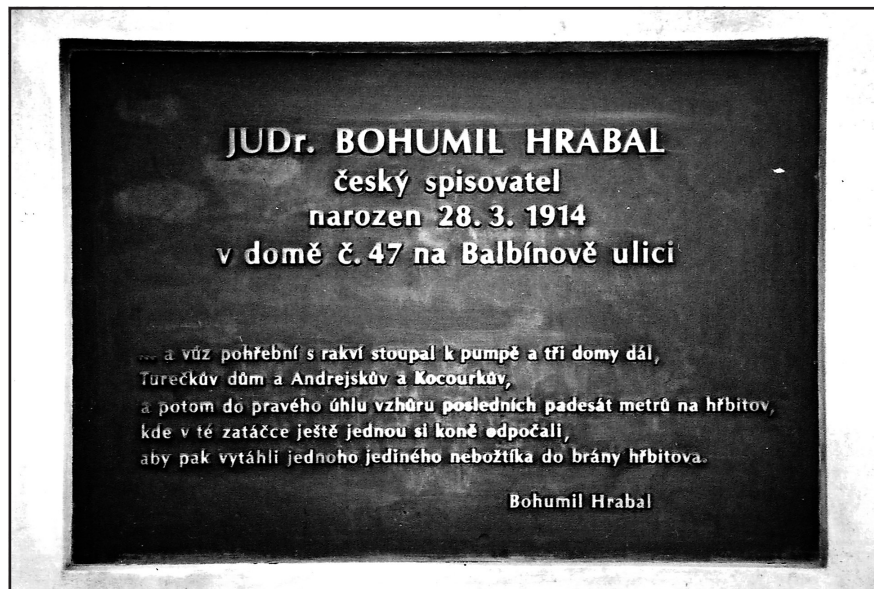 JUDr. BOHUMIL HRABAL
český spisovatel
narozen 28. 3. 1914
v domě č. 47 na Balbínově ulici
... a vůz pohřební s rakví stoupal k pumpě a tři domy dál,
Turečkův dům a Andrejskův a Kocourkův,
a potom do pravého úhlu vzhůru posledních padesát metrů na hřbitov,
kde v té zatáčce ještě jednou si koně odpočali,
aby pak vytáhli jednoho jediného nebožtíka do brány hřbitova.
Bohumil Hrabal